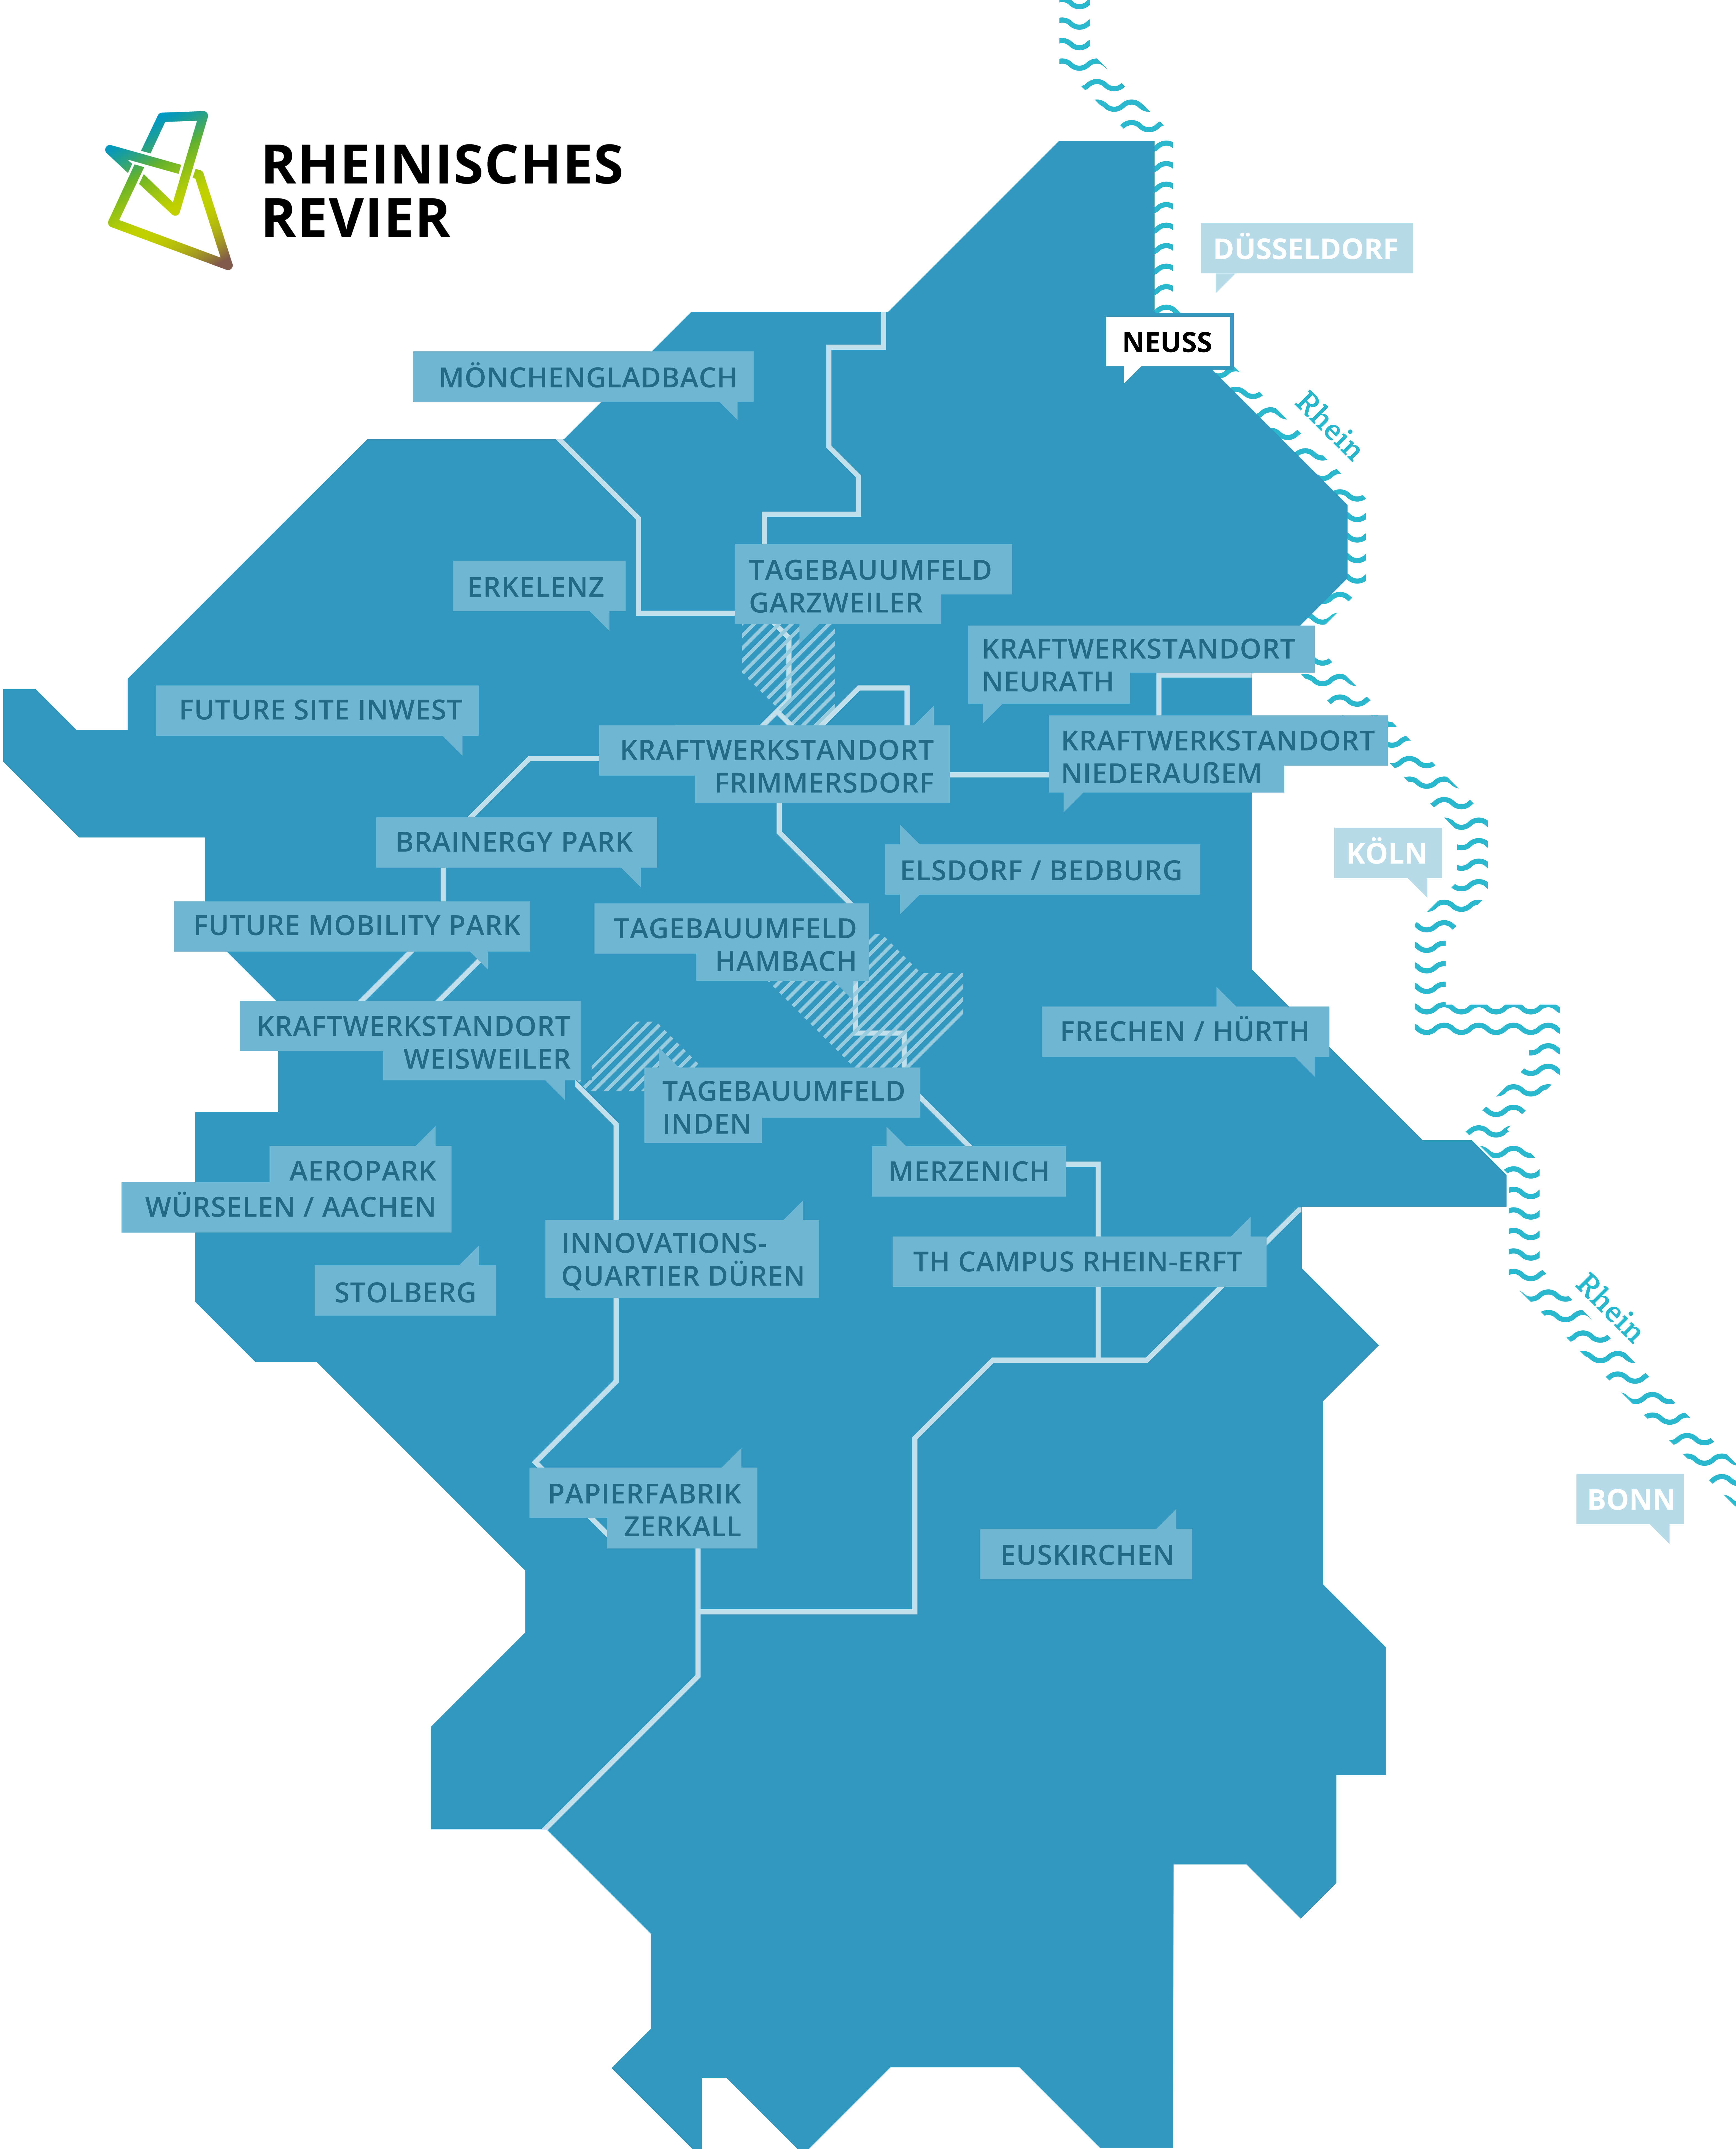 RHEINISCHES
REVIER
DÜSSELDORF
NEUSS
MÖNCHENGLADBACH
Rhein
ERKELENZ
TAGEBAUUMFELD
GARZWEILER
KRAFTWERKSTANDORT
NEURATH
FUTURE SITE INWEST
KRAFTWERKSTANDORT
FRIMMERSDORF
KRAFTWERKSTANDORT
NIEDERAUßEM
BRAINERGY PARK
ELSDORF / BEDBURG
KÖLN
FUTURE MOBILITY PARK
TAGEBAUUMFELD
HAMBACH
KRAFTWERKSTANDORT
WEISWEILER
FRECHEN / HÜRTH
TAGEBAUUMFELD
INDEN
AEROPARK
WÜRSELEN / AACHEN
MERZENICH
INNOVATIONS-
QUARTIER DÜREN
TH CAMPUS RHEIN-ERFT
STOLBERG
Rhein
PAPIERFABRIK
ZERKALL
BONN
EUSKIRCHEN